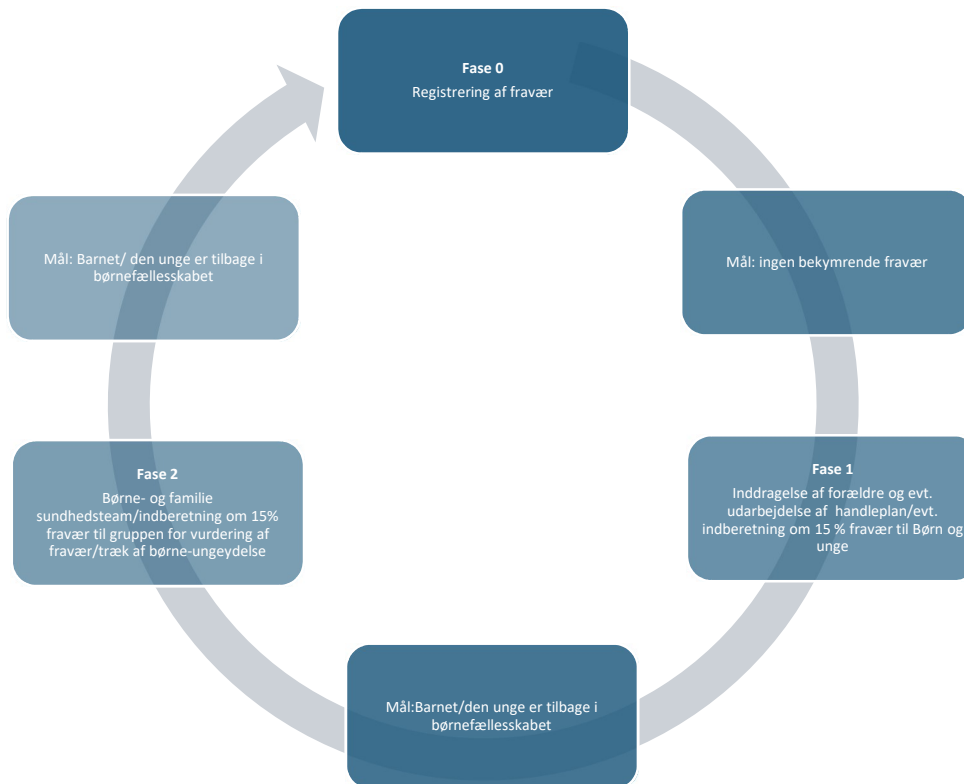 Fase 0
Registrering af fravær
Mål: ingen bekymrende fravær
Fase 1
Inddragelse af forældre og evt.
udarbejdelse af handleplan/evt.
indberetning om 15 % fravær til Børn og
unge
Mål:Barnet/den unge er tilbage i
børnefællesskabet
Fase 2
Børne- og familie
sundhedsteam/indberetning om 15%
fravær til gruppen for vurdering af
fravær/træk af børne-ungeydelse
Mål: Barnet/ den unge er tilbage i
børnefællesskabet